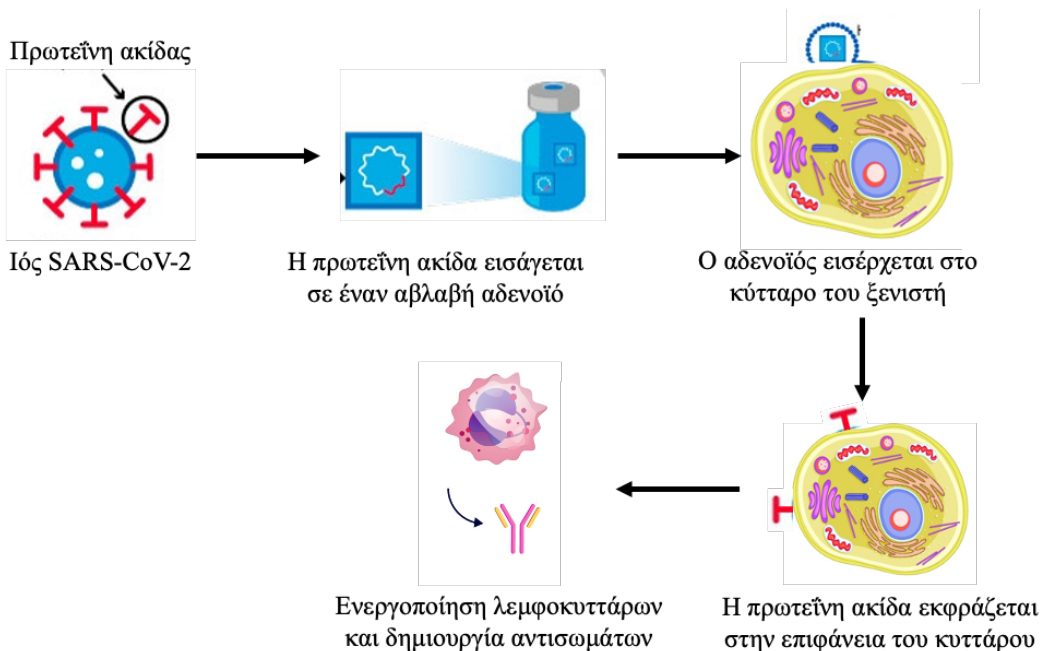 Πρωτεΐνη ακίδας
Ιός SARS-CoV-2
Η πρωτεΐνη ακίδα εισάγεται
σε έναν αβλαβή αδενοϊό
Ο αδενοϊός εισέρχεται στο
κύτταρο του ξενιστή
Ενεργοποίηση λεμφοκυττάρων
και δημιουργία αντισωμάτων
Η πρωτεΐνη ακίδα εκφράζεται
στην επιφάνεια του κυττάρου